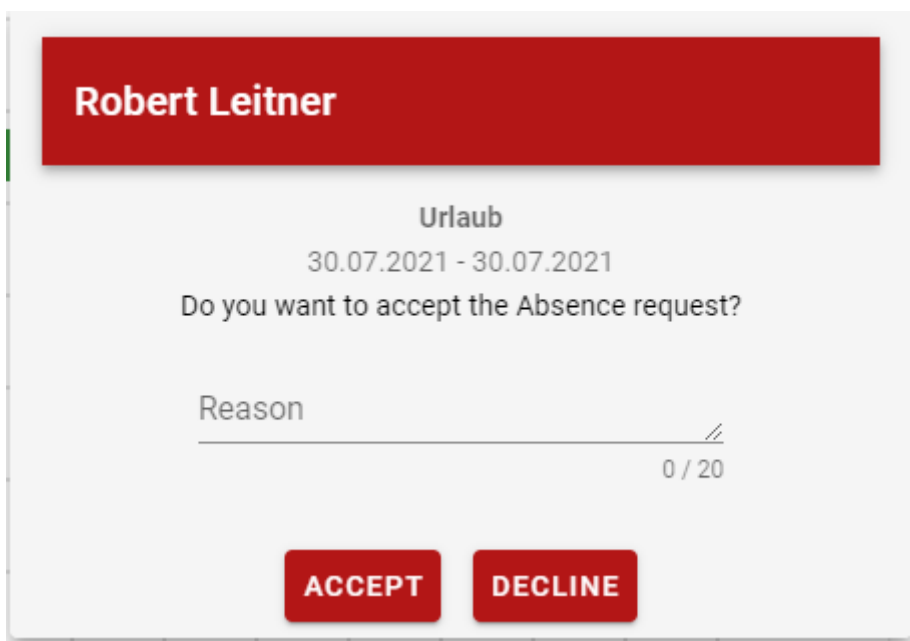 Robert Leitner
Urlaub
30.07.2021 - 30.07.2021
Do you want to accept the Absence request?
Reason
0 / 20
ACCEPT DECLINE